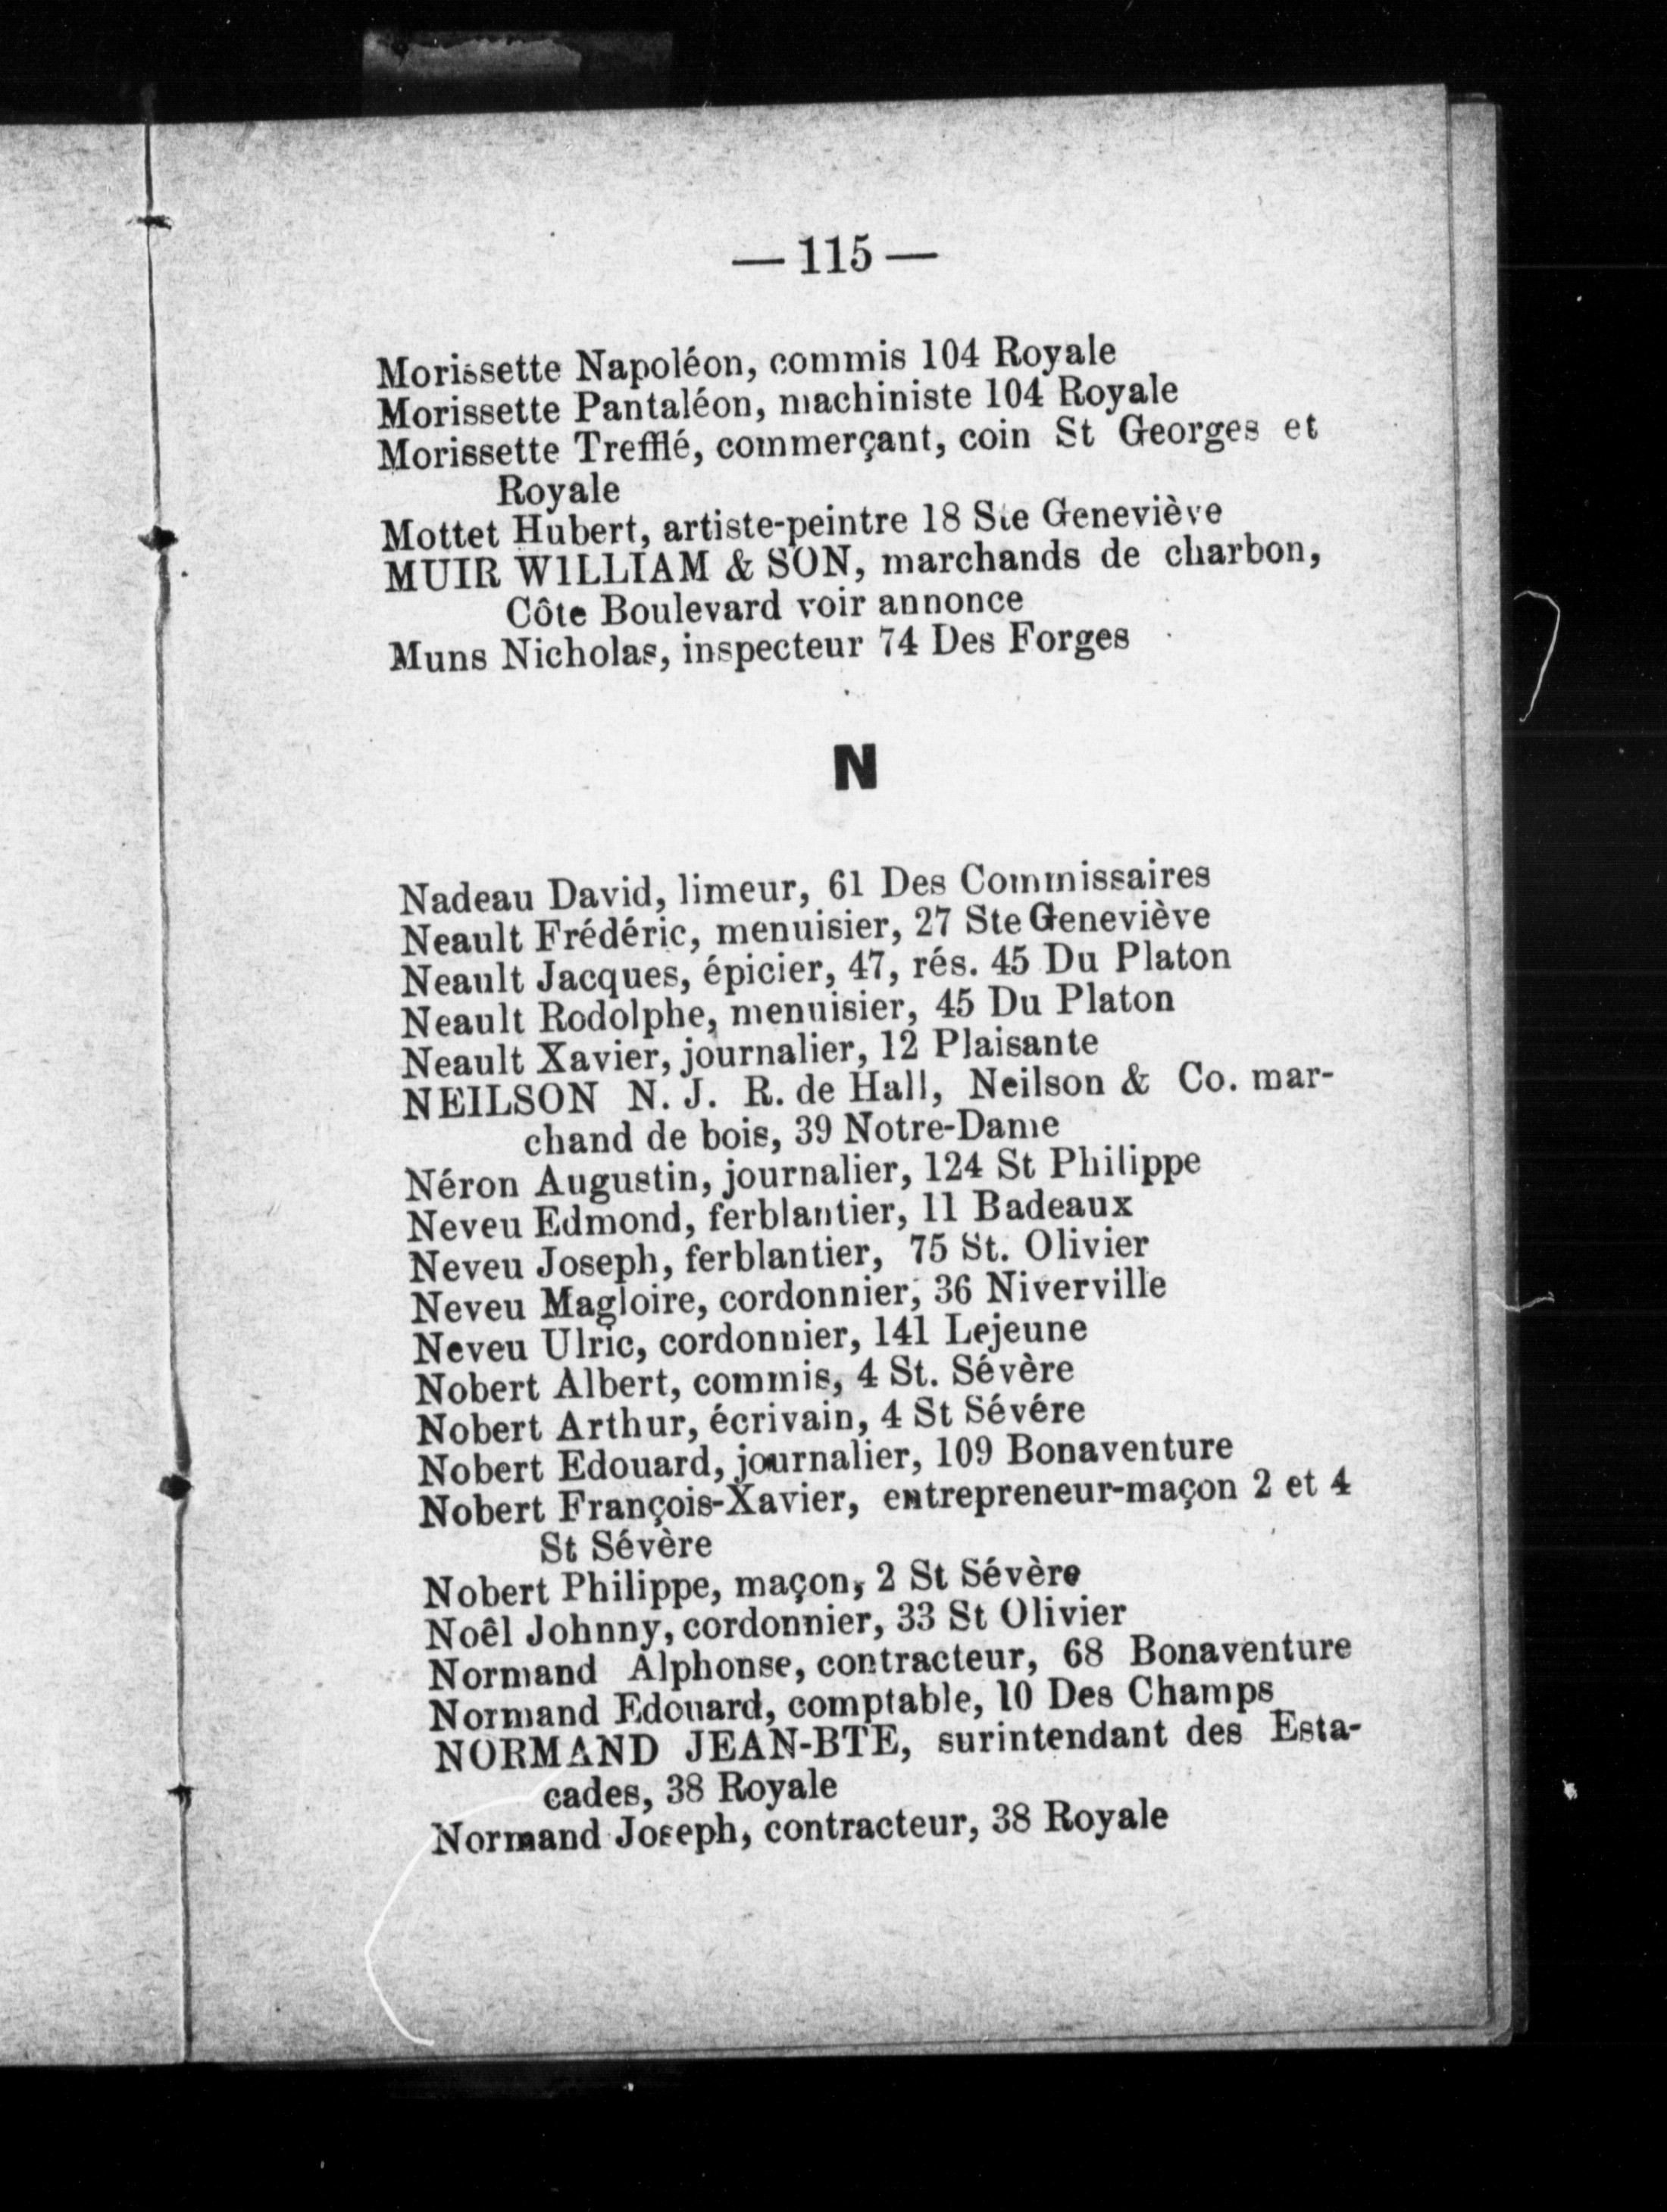 — 115 —
Morissette Napoléon, commis 104 Royale
Morissette Pantaléon, machiniste 104 Royale
Morissette Trefflé, commerçant, coin St Georges et
Royale
Mottet Hubert, artiste-peintre 18 Ste Geneviève
MUIR WILLIAM & SON, marchands de charbon,
Côte Boulevard voir annonce
Muns Nicholas, inspecteur 74 Des Forges
N
Nadeau David, limeur, 61 Des Commissaires
Neault Frédéric, menuisier, 27 Ste Geneviève
Neault Jacques, épicier, 47, rés. 45 Du Platon
Neault Rodolphe, menuisier, 45 Du Platon
Neault Xavier, journalier, 12 Plaisante
NEILSON N. J. R. de Hall, Neilson & Co. mar-
chand de bois, 39 Notre-Dame
Néron Augustin, journalier, 124 St Philippe
Neveu Edmond, ferblantier, 11 Badeaux
Neveu Joseph, ferblantier, 75 St. Olivier
Neveu Magloire, cordonnier, 36 Niverville
Neveu Ulric, cordonnier, 141 Lejeune
Nobert Albert, commis, 4 St. Sévère
Nobert Arthur, écrivain, 4 St Sévére
Nobert Edouard, journalier, 109 Bonaventure
Nobert François-Xavier, entrepreneur-maçon 2 et 4
St Sévère
Nobert Philippe, maçon, 2 St Sévère
Noêl Johnny, cordonnier, 33 St Olivier
Normand Alphonse, contracteur, 68 Bonaventure
Normand Edouard, comptable, 10 Des Champs
NORMAND JEAN-BTE, surintendant des Esta-
cades, 38 Royale
Normand Joseph, contracteur, 38 Royale